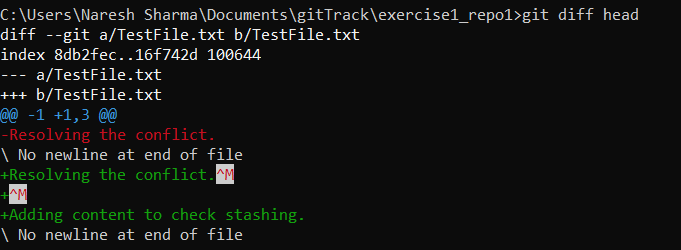 C:\Users\Naresh Sharma\Documents\gitTrack\exercise1_repo1>git diff head
diff --git a/TestFile.txt b/TestFile.txt
index 8db2fec..16f742d 100644
--- a/TestFile.txt
+++ b/TestFile.txt
@@ -1 +1,3 @@
-Resolving the conflict.
\ No newline at end of file
+Resolving the conflict.^M
+^M
+Adding content to check stashing.
\ No newline at end of file